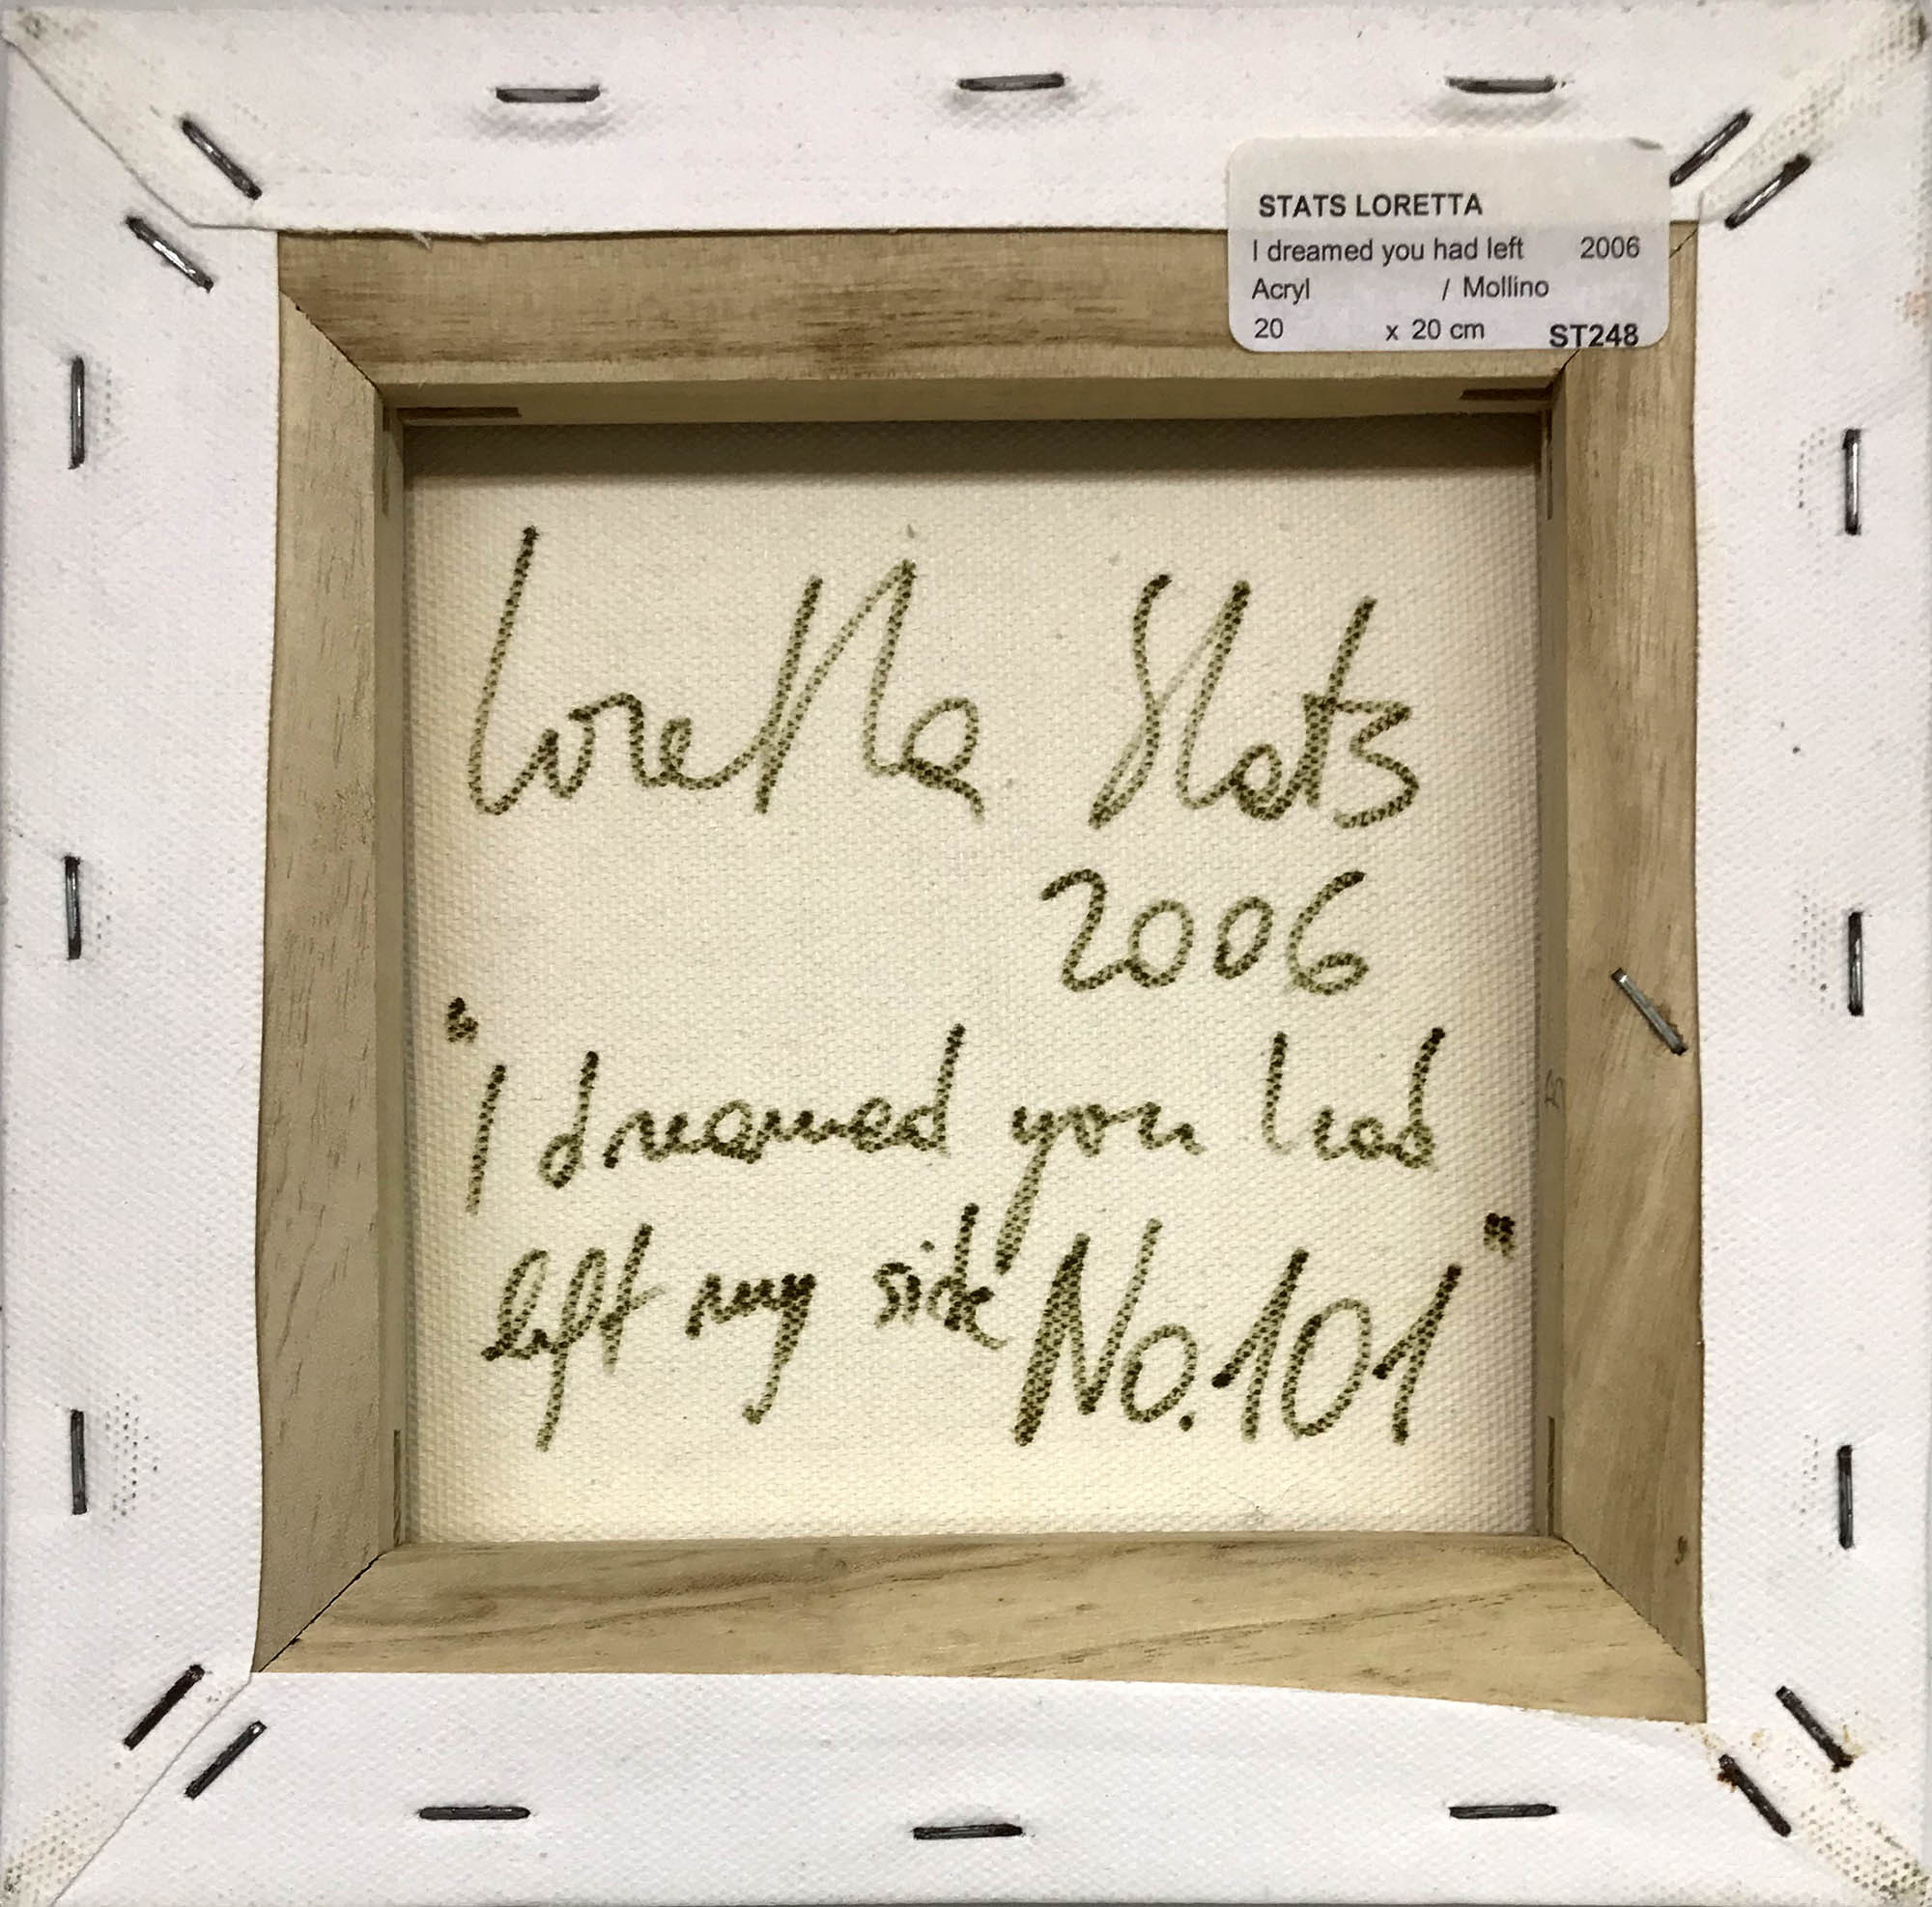 STATS LORETTA
I dreamed you had left 2006
Acryl / Mollino
20 x 20 cm ST248
Loretta Stats
2006
"I dreamed you had
left my side No.101"